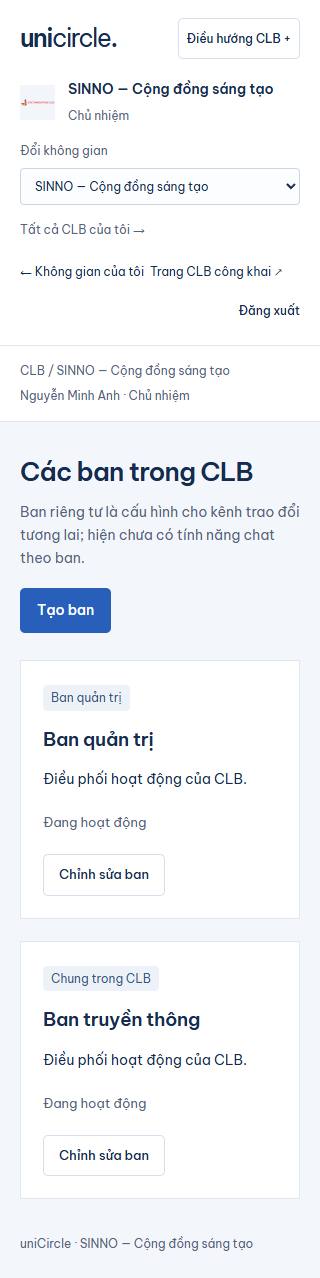 unicircle.
Điều hướng CLB +
SINNO — Cộng đồng sáng tạo
Chủ nhiệm
Đổi không gian
SINNO — Cộng đồng sáng tạo
Tất cả CLB của tôi →
← Không gian của tôi Trang CLB công khai ↗
Đăng xuất
CLB / SINNO — Cộng đồng sáng tạo
Nguyễn Minh Anh · Chủ nhiệm
Các ban trong CLB
Ban riêng tư là cấu hình cho kênh trao đổi
tương lai; hiện chưa có tính năng chat
theo ban.
Tạo ban
Ban quản trị
Ban quản trị
Điều phối hoạt động của CLB.
Đang hoạt động
Chỉnh sửa ban
Chung trong CLB
Ban truyền thông
Điều phối hoạt động của CLB.
Đang hoạt động
Chỉnh sửa ban
uniCircle · SINNO — Cộng đồng sáng tạo